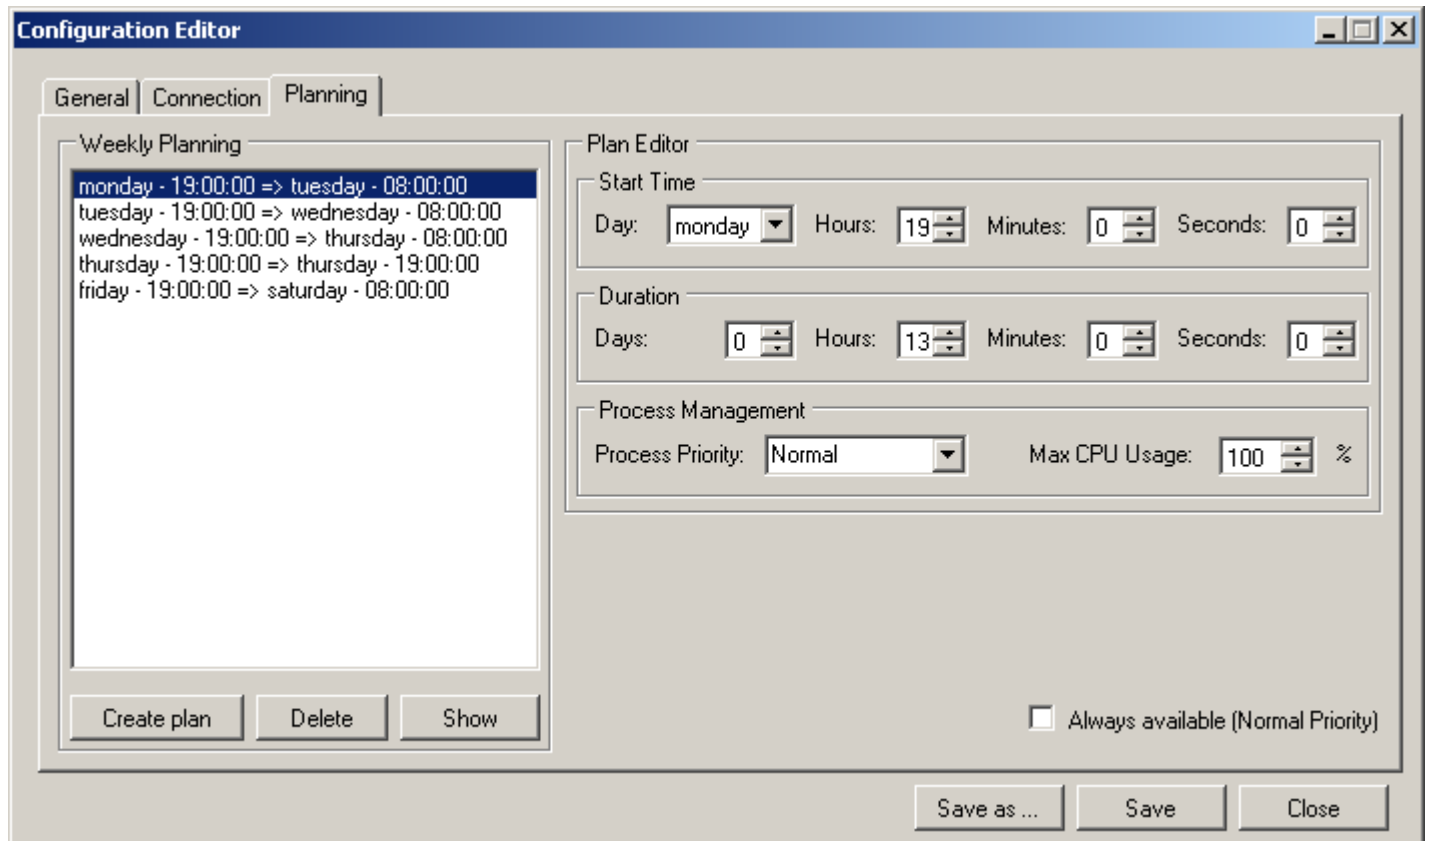 Configuration Editor
General Connection Planning
Weekly Planning
monday - 19:00:00 => tuesday - 08:00:00
tuesday - 19:00:00 => wednesday - 08:00:00
wednesday - 19:00:00 => thursday - 08:00:00
thursday - 19:00:00 => thursday - 19:00:00
friday - 19:00:00 => saturday - 08:00:00
Create plan Delete Show
Plan Editor
Start Time
Day: monday Hours: 19 Minutes: 0 Seconds: 0
Duration
Days: 0 Hours: 13 Minutes: 0 Seconds: 0
Process Management
Process Priority: Normal Max CPU Usage: 100 %
Always available (Normal Priority)
Save as ... Save Close